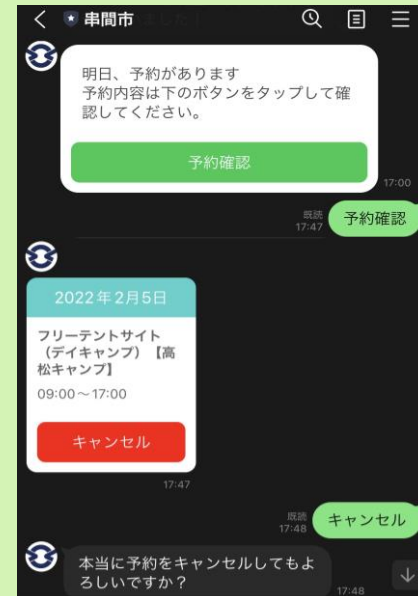 串間市
明日、予約があります
予約内容は下のボタンをタップして確
認してください。
予約確認
17:00
既読
17:47
予約確認
2022年2月5日
フリーテントサイト
(デイキャンプ)【高
松キャンプ】
09:00～17:00
キャンセル
17:47
既読
17:48
キャンセル
本当に予約をキャンセルしてもよ
ろしいですか？
17:48